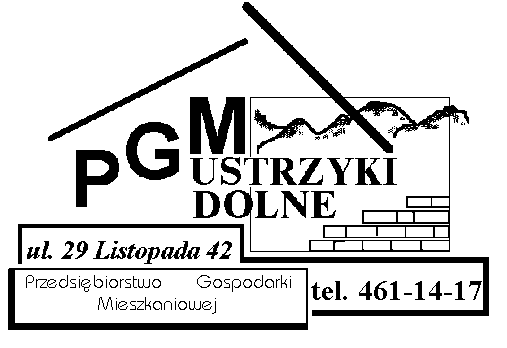 PGM
USTRZYKI
DOLNE
ul. 29 Listopada 42
Przedsiębiorstwo Gospodarki
Mieszkaniowej
tel. 461-14-17